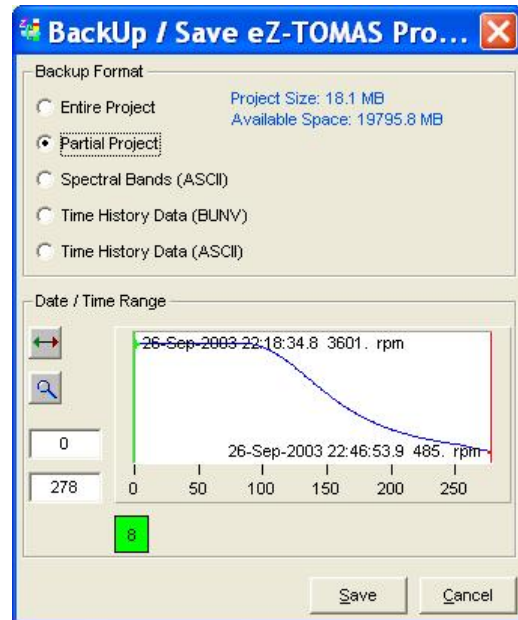 BackUp / Save eZ-TOMAS Pro...
Backup Format
Entire Project
Project Size: 18.1 MB
Available Space: 19795.8 MB
Partial Project
Spectral Bands (ASCII)
Time History Data (BUNV)
Time History Data (ASCII)
Date / Time Range
26-Sep-2003 22:18:34.8 3601. rpm
26-Sep-2003 22:46:53.9 485. rpm
0
278
0 50 100 150 200 250
8
Save Cancel